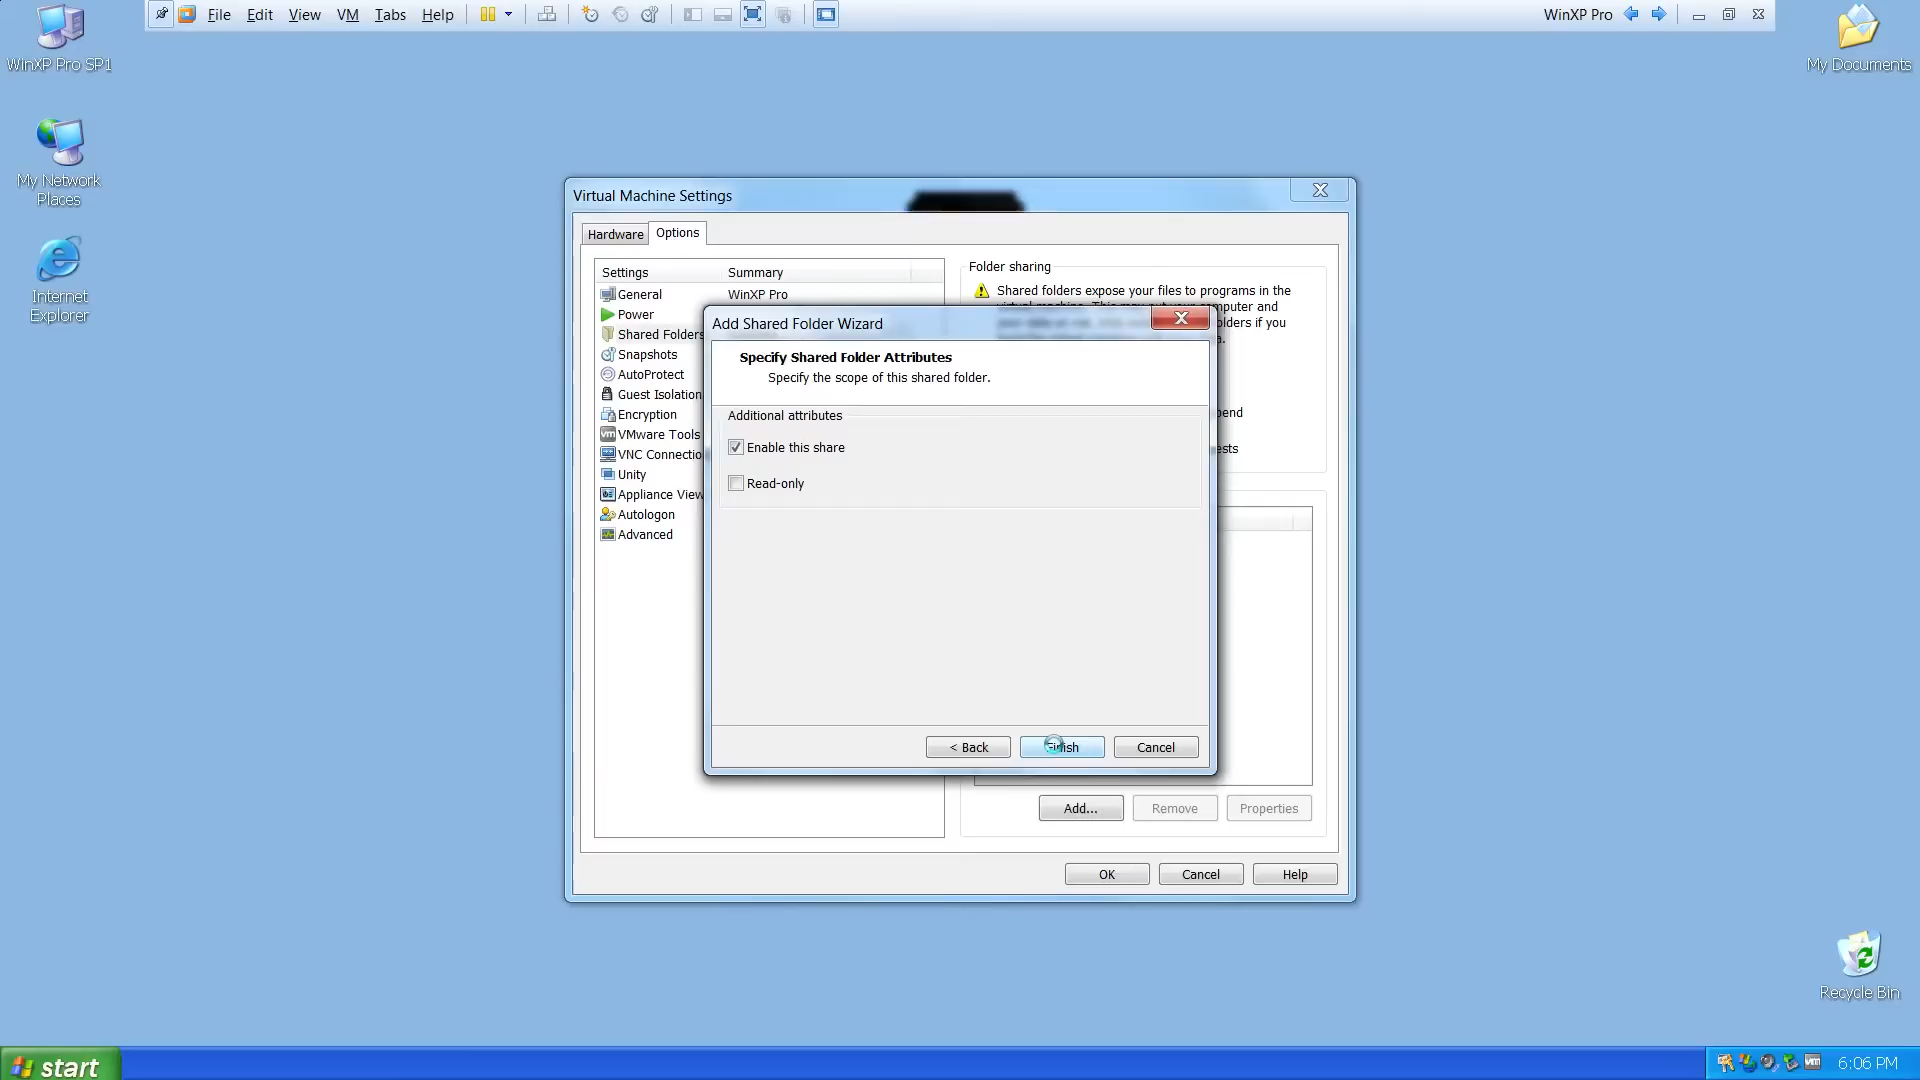 File Edit View VM Tabs Help
WinXP Pro
WinXP Pro SP1
My Documents
My Network
Places
Internet
Explorer
Virtual Machine Settings
Hardware
Options
Settings
Summary
General
WinXP Pro
Power
Shared Folders
Snapshots
AutoProtect
Guest Isolation
Encryption
VMware Tools
VNC Connectio
Unity
Appliance View
Autologon
Advanced
Folder sharing
Shared folders expose your files to programs in the
computer and
olders if you
a.
pend
ests
Add Shared Folder Wizard
Specify Shared Folder Attributes
Specify the scope of this shared folder.
Additional attributes
Enable this share
Read-only
< Back
Finish
Cancel
Add...
Remove
Properties
OK
Cancel
Help
Recycle Bin
start
6:06 PM